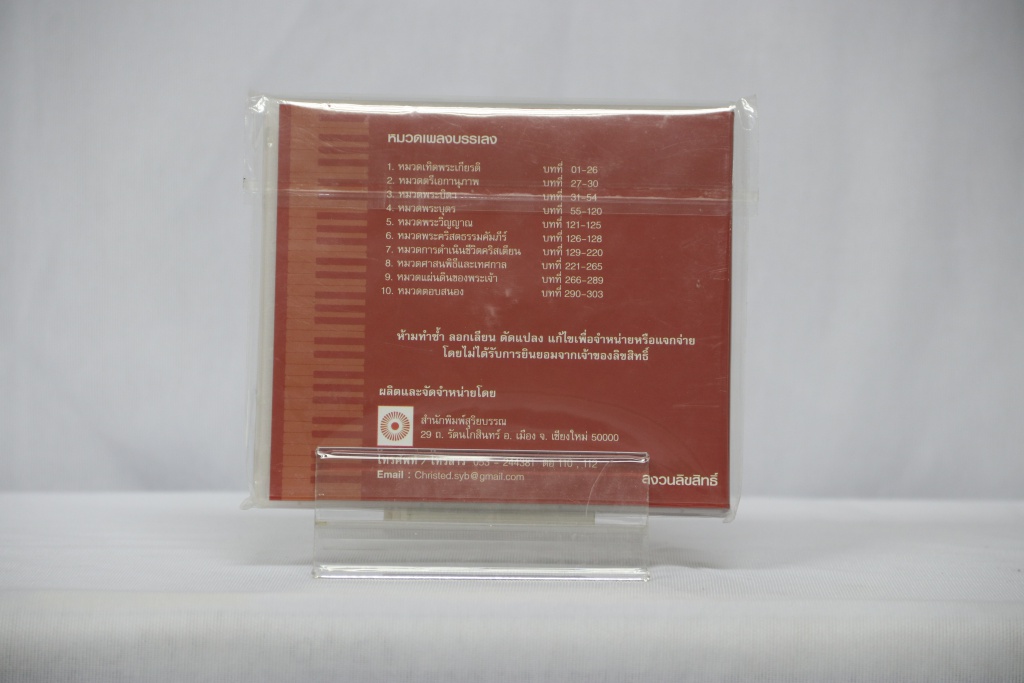 หมวดเพลงบรรเลง
1. หมวดเทิดพระเกียรติ บทที่ 01-26
2. หมวดตรีเอกานุภาพ บทที่ 27-30
3. หมวดพระบิดา บทที่ 31-54
4. หมวดพระบุตร บทที่ 55-120
5. หมวดพระวิญญาณ บทที่ 121-125
6. หมวดพระคริสตธรรมคัมภีร์ บทที่ 126-128
7. หมวดการดำเนินชีวิตคริสเตียน บทที่ 129-220
8. หมวดศาสนพิธีและเทศกาล บทที่ 221-265
9. หมวดแผ่นดินของพระเจ้า บทที่ 266-289
10. หมวดตอบสนอง บทที่ 290-303
ห้ามทำซ้ำ ลอกเลียน ดัดแปลง แก้ไขเพื่อจำหน่ายหรือแจกจ่าย
โดยไม่ได้รับการยินยอมจากเจ้าของลิขสิทธิ์
ผลิตและจัดจำหน่ายโดย
สำนักพิมพ์สุริยบรรณ
29 ถ. รัตนโกสินทร์ อ. เมือง จ. เชียงใหม่ 50000
โทรศัพท์ / โทรสาร 053 - 244381 ต่อ 110 , 112
Email : Christed.syb@gmail.com
สงวนลิขสิทธิ์